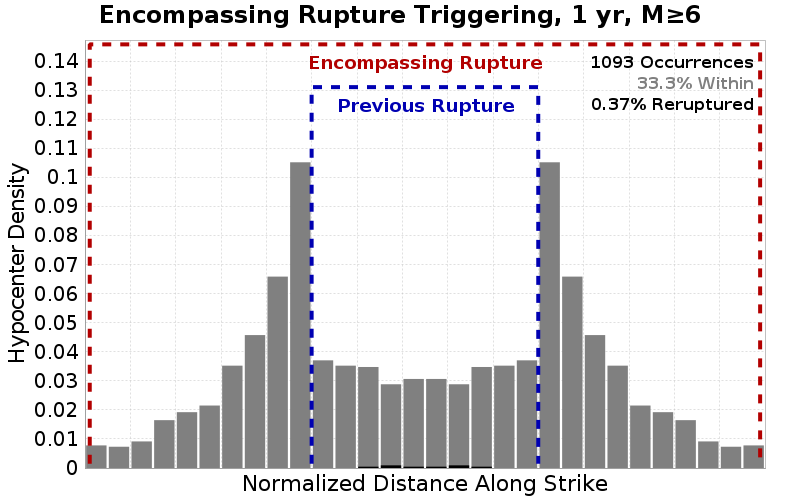 Encompassing Rupture Triggering, 1 yr, M≥6
Encompassing Rupture
1093 Occurrences
33.3% Within
0.37% Reruptured
Previous Rupture
Hypocenter Density
0.14
0.13
0.12
0.11
0.1
0.09
0.08
0.07
0.06
0.05
0.04
0.03
0.02
0.01
0
Normalized Distance Along Strike